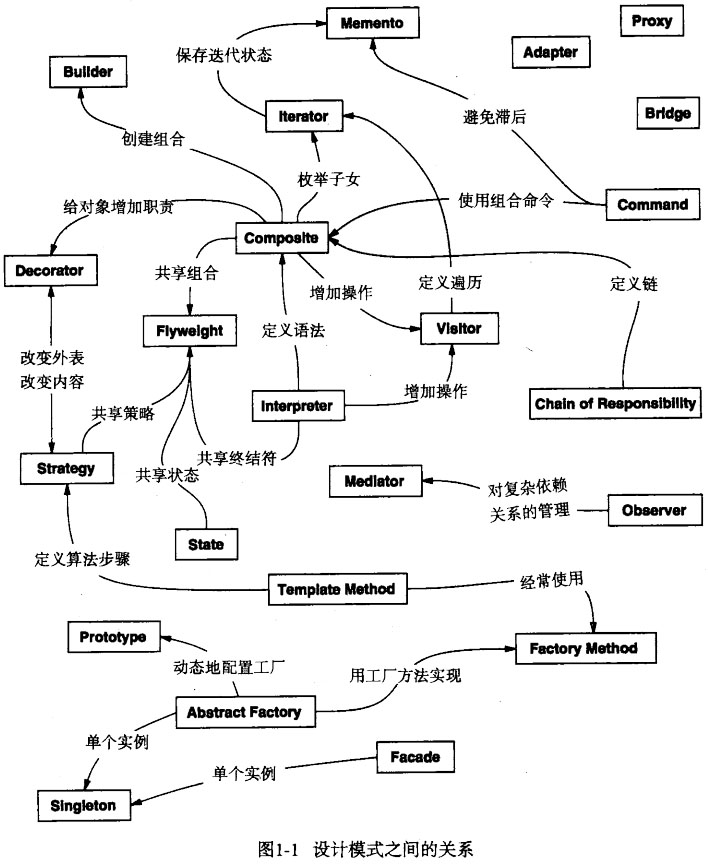 Memento
Proxy
Adapter
保存迭代状态
Builder
Iterator
Bridge
避免滞后
创建组合
枚举子女
给对象增加职责
使用组合命令
Command
Composite
Decorator
共享组合
增加操作
定义遍历
定义链
Flyweight
定义语法
Visitor
改变外表
改变内容
增加操作
共享策略
Interpreter
Chain of Responsibility
共享终结符
Strategy
共享状态
Mediator
对复杂依赖
关系的管理
Observer
State
定义算法步骤
Template Method
经常使用
Prototype
Factory Method
动态地配置工厂
用工厂方法实现
Abstract Factory
单个实例
Facade
单个实例
Singleton
图1-1 设计模式之间的关系